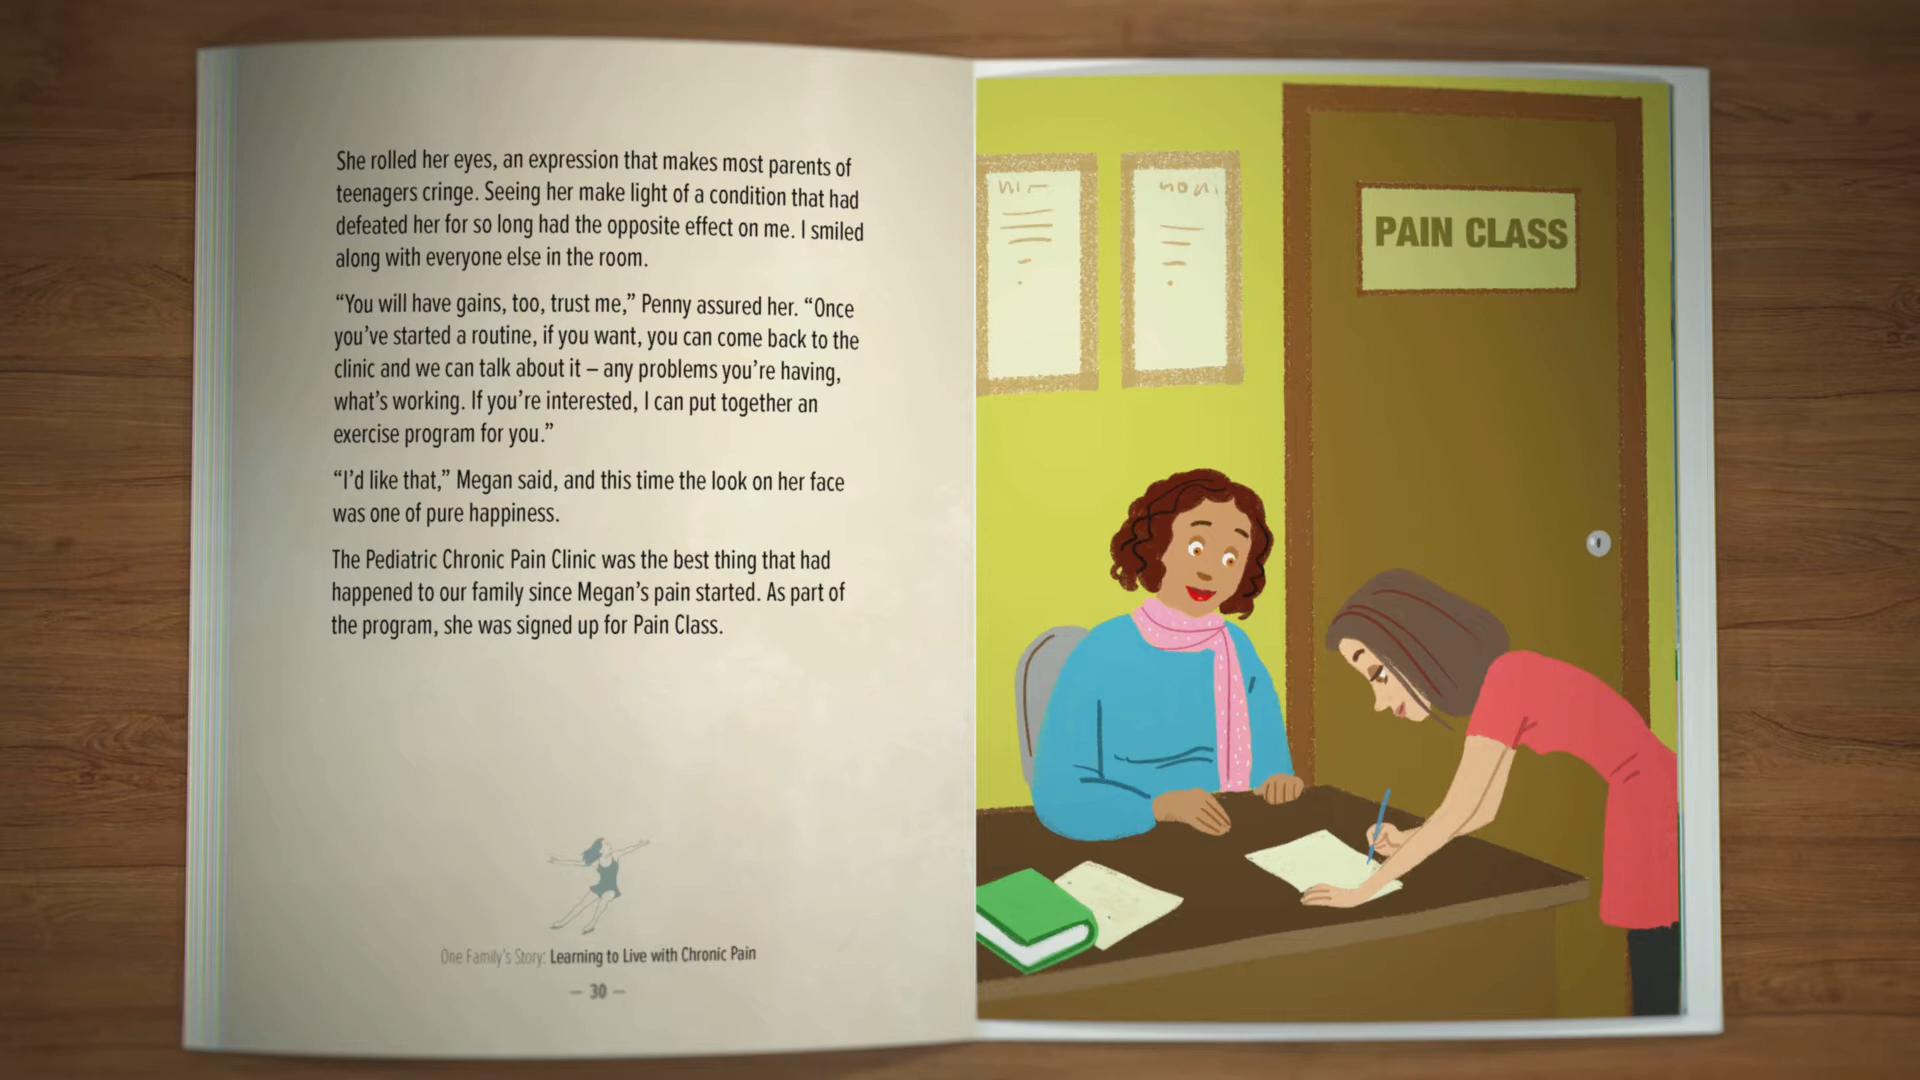 She rolled her eyes, an expression that makes most parents of
teenagers cringe. Seeing her make light of a condition that had
defeated her for so long had the opposite effect on me. I smiled
along with everyone else in the room.
“You will have gains, too, trust me,” Penny assured her. “Once
you’ve started a routine, if you want, you can come back to the
clinic and we can talk about it – any problems you’re having,
what’s working. If you’re interested, I can put together an
exercise program for you.”
“I’d like that,” Megan said, and this time the look on her face
was one of pure happiness.
The Pediatric Chronic Pain Clinic was the best thing that had
happened to our family since Megan’s pain started. As part of
the program, she was signed up for Pain Class.
One Family’s Story: Learning to Live with Chronic Pain
— 30 —
PAIN CLASS